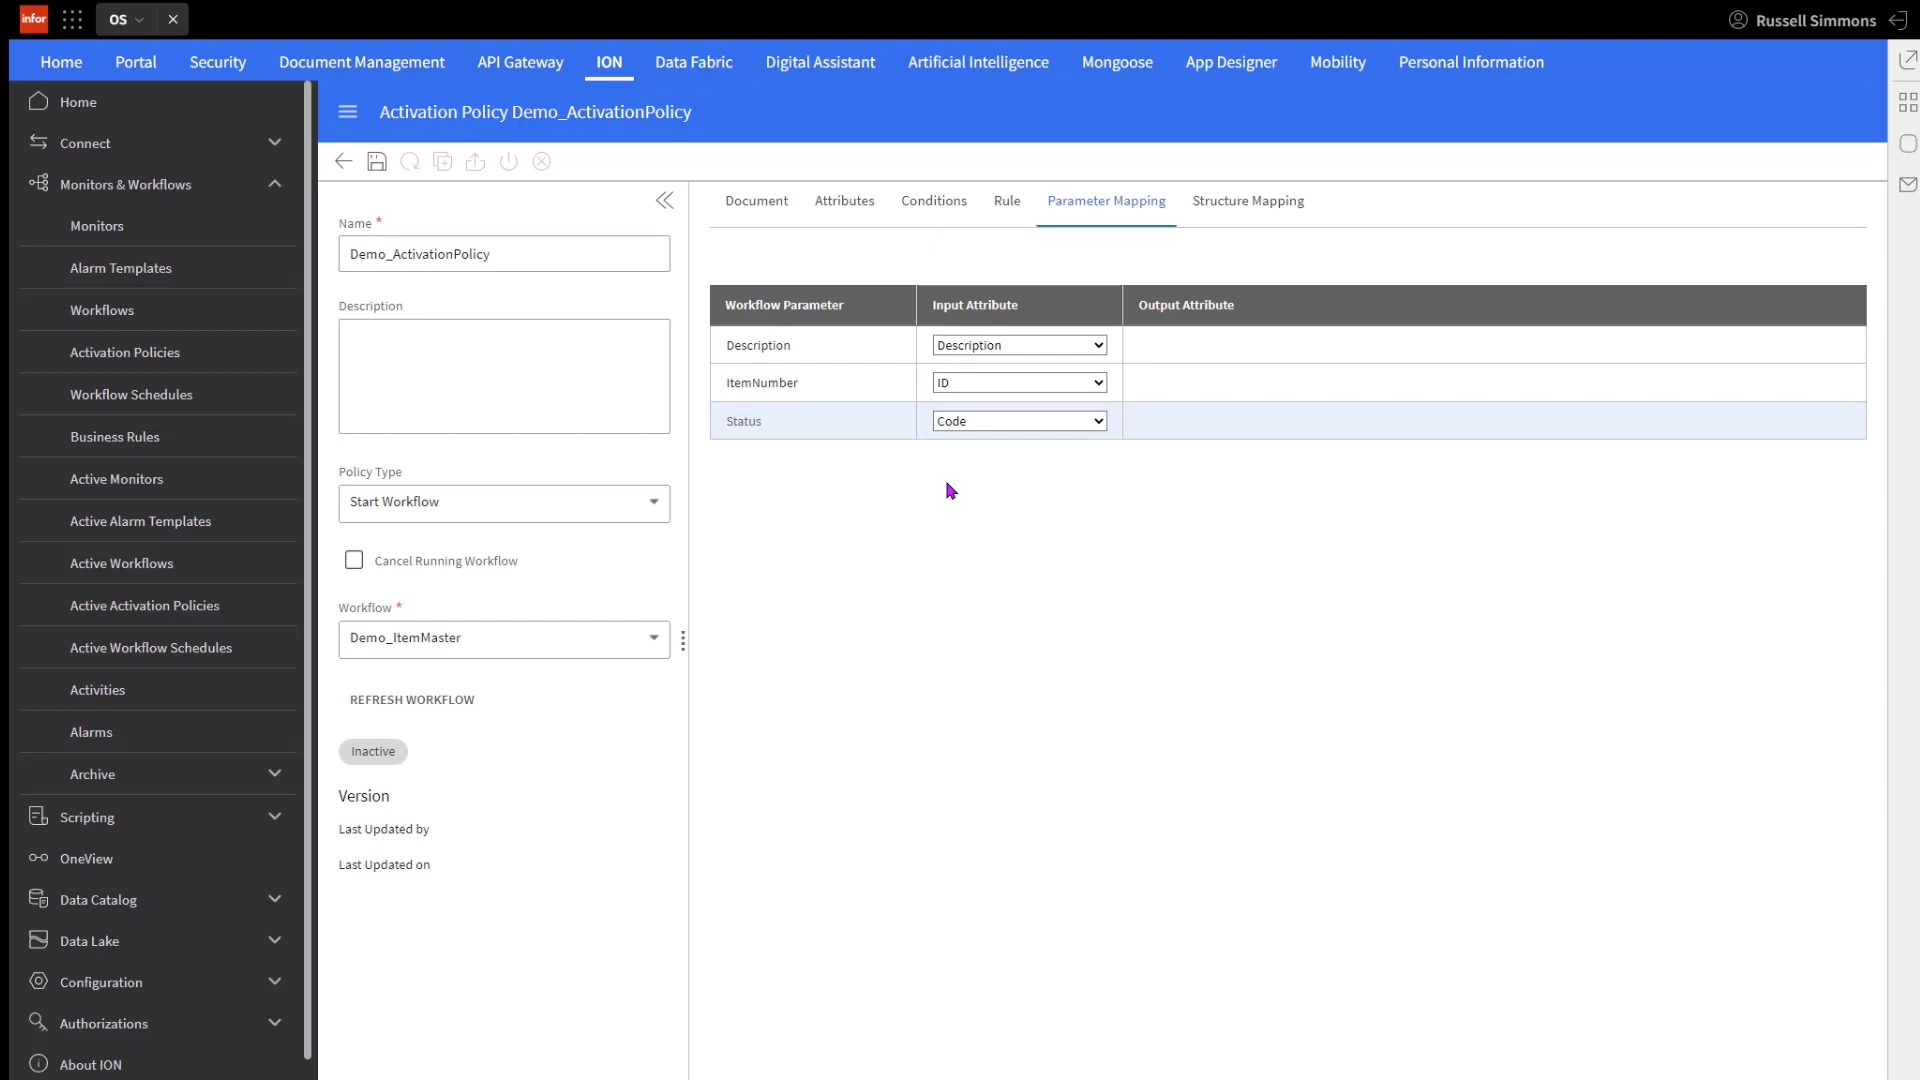 infor
OS
Russell Simmons
Home Portal Security Document Management API Gateway ION Data Fabric Digital Assistant Artificial Intelligence Mongoose App Designer Mobility Personal Information
Activation Policy Demo_ActivationPolicy
Home
Connect
Monitors & Workflows
Monitors
Alarm Templates
Workflows
Activation Policies
Workflow Schedules
Business Rules
Active Monitors
Active Alarm Templates
Active Workflows
Active Activation Policies
Active Workflow Schedules
Activities
Alarms
Archive
Scripting
OneView
Data Catalog
Data Lake
Configuration
Authorizations
About ION
Name *
Demo_ActivationPolicy
Description
Policy Type
Start Workflow
Cancel Running Workflow
Workflow *
Demo_ItemMaster
REFRESH WORKFLOW
Inactive
Version
Last Updated by
Last Updated on
Document Attributes Conditions Rule Parameter Mapping Structure Mapping
Workflow Parameter Input Attribute Output Attribute
Description Description
ItemNumber ID
Status Code